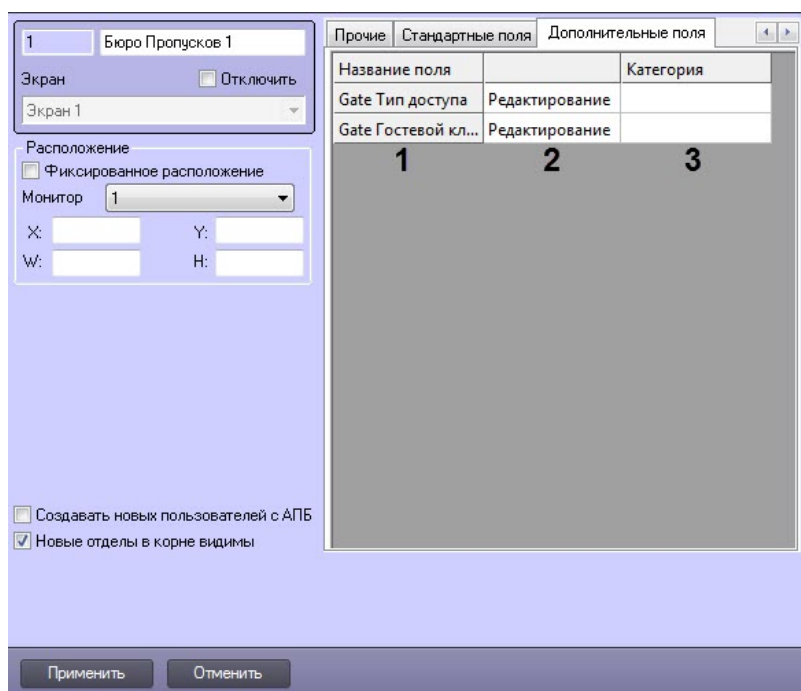 1 Бюро Пропусков 1
Экран Отключить
Экран 1
Расположение
Фиксированное расположение
Монитор 1
X: Y:
W: H:
Создавать новых пользователей с АПБ
Новые отделы в корне видимы
Прочие Стандартные поля Дополнительные поля
Название поля Категория
Gate Тип доступа Редактирование
Gate Гостевой кл... Редактирование
1 2 3
Применить Отменить